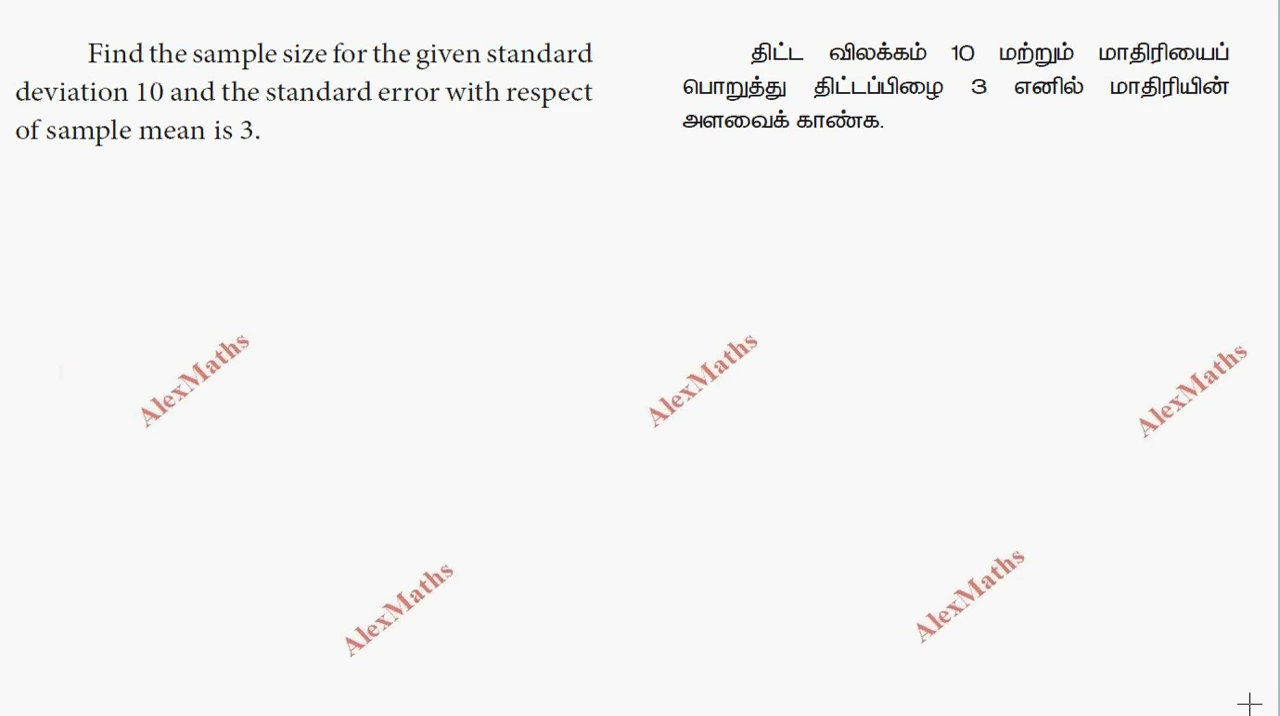 Find the sample size for the given standard
deviation 10 and the standard error with respect
of sample mean is 3.
திட்ட விலக்கம் 10 மற்றும் மாதிரியைப்
பொறுத்து திட்டப்பிழை 3 எனில் மாதிரியின்
அளவைக் காண்க.
AlexMaths
AlexMaths
AlexMaths
AlexMaths
AlexMaths